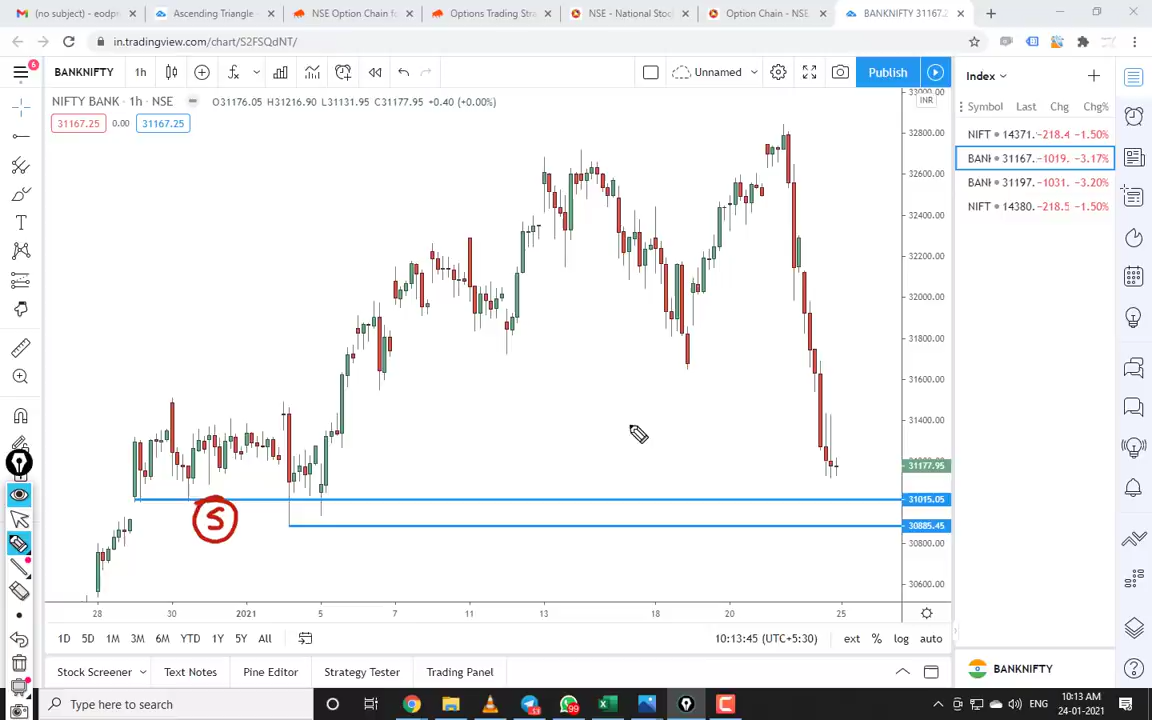 (no subject) - eodp
Ascending Triangle -
NSE Option Chain fo
Options Trading Stra
NSE - National Stoc
Option Chain - NSE
BANKNIFTY 31167.2
in.tradingview.com/chart/S2FSQdNT/
6
BANKNIFTY
1h
Unnamed
Publish
Index
NIFTY BANK · 1h · NSE
O31176.05 H31216.90 L31131.95 C31177.95 +0.40 (+0.00%)
31167.25 0.00 31167.25
INR
Symbol Last Chg Chg%
NIFT 14371. -218.4 -1.50%
BANI 31167. -1019. -3.17%
BANI 31197. -1031. -3.20%
NIFT 14380. -218.5 -1.50%
33000.00
32800.00
32600.00
32400.00
32200.00
32000.00
31800.00
31600.00
31400.00
31177.95
31015.05
30885.45
30800.00
30600.00
S
28 30 2021 5 7 11 13 18 20 25
1D 5D 1M 3M 6M YTD 1Y 5Y All
10:13:45 (UTC+5:30) ext % log auto
Stock Screener Text Notes Pine Editor Strategy Tester Trading Panel
BANKNIFTY
Type here to search
99
ENG
10:13 AM
24-01-2021